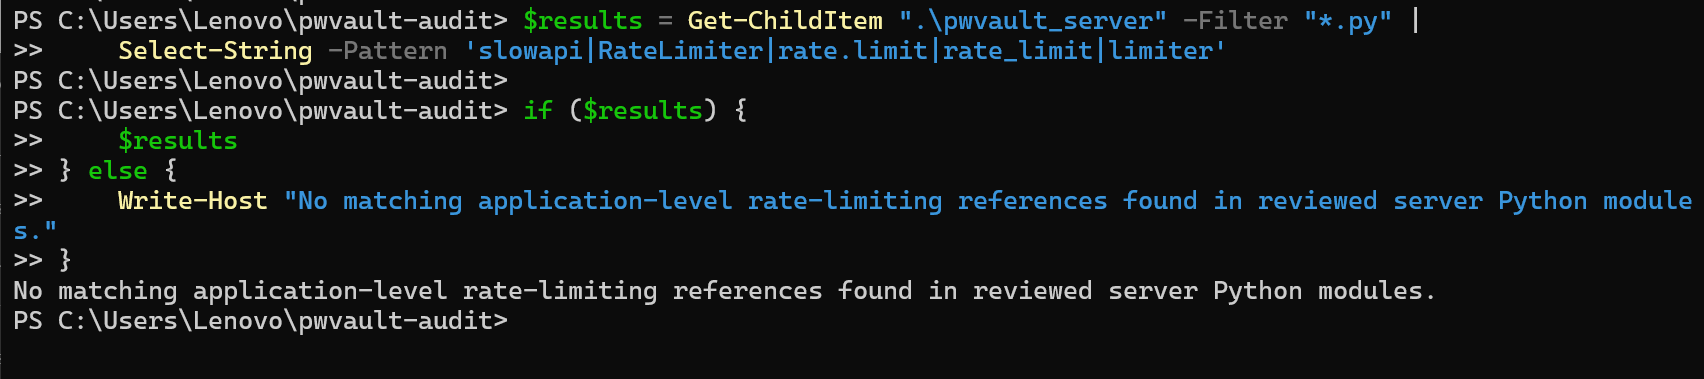 PS C:\Users\Lenovo\pwvault-audit> $results = Get-ChildItem ".\pwvault_server" -Filter "*.py" |
>>     Select-String -Pattern 'slowapi|RateLimiter|rate.limit|rate_limit|limiter'
PS C:\Users\Lenovo\pwvault-audit>
PS C:\Users\Lenovo\pwvault-audit> if ($results) {
>>     $results
>> } else {
>>     Write-Host "No matching application-level rate-limiting references found in reviewed server Python module
s."
>> }
No matching application-level rate-limiting references found in reviewed server Python modules.
PS C:\Users\Lenovo\pwvault-audit>